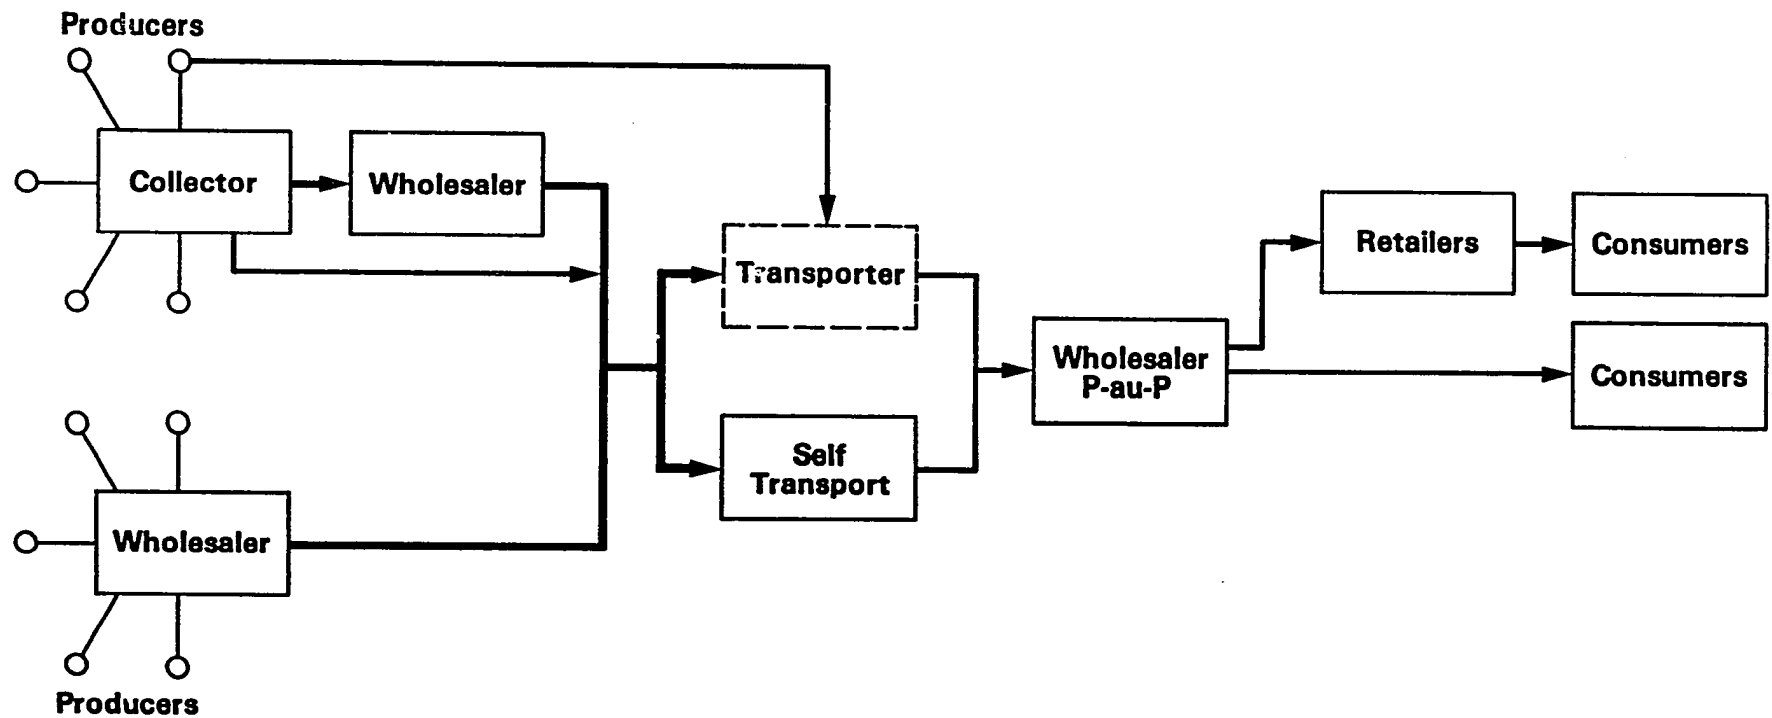 Producers
Collector
Wholesaler
Transporter
Retailers
Consumers
Wholesaler
P-au-P
Consumers
Self
Transport
Wholesaler
Producers